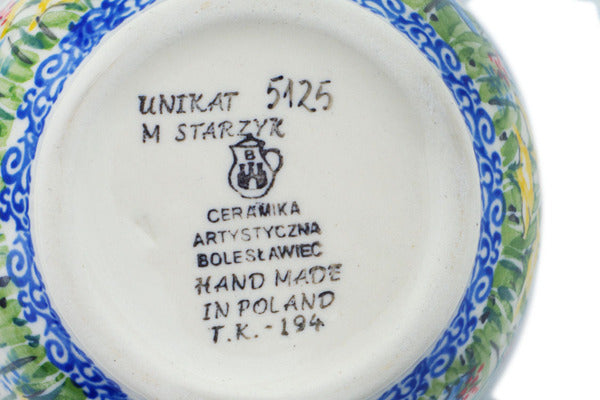 UNIKAT 5125
M STARZYK
B
CERAMIKA
ARTYSTYCZNA
BOLESŁAWIEC
HAND MADE
IN POLAND
T.K.-194